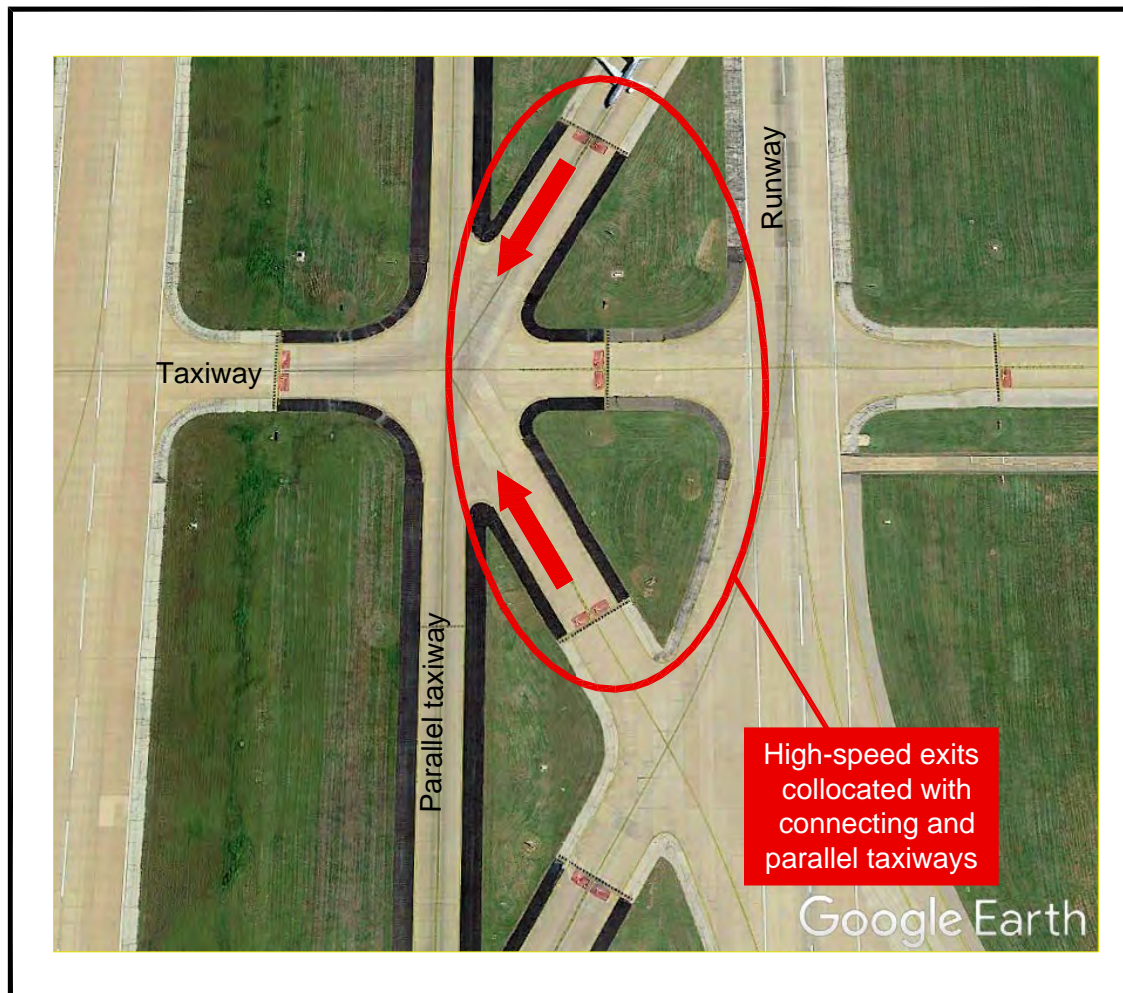 Runway
Taxiway
Parallel taxiway
High-speed exits
collocated with
connecting and
parallel taxiways
Google Earth